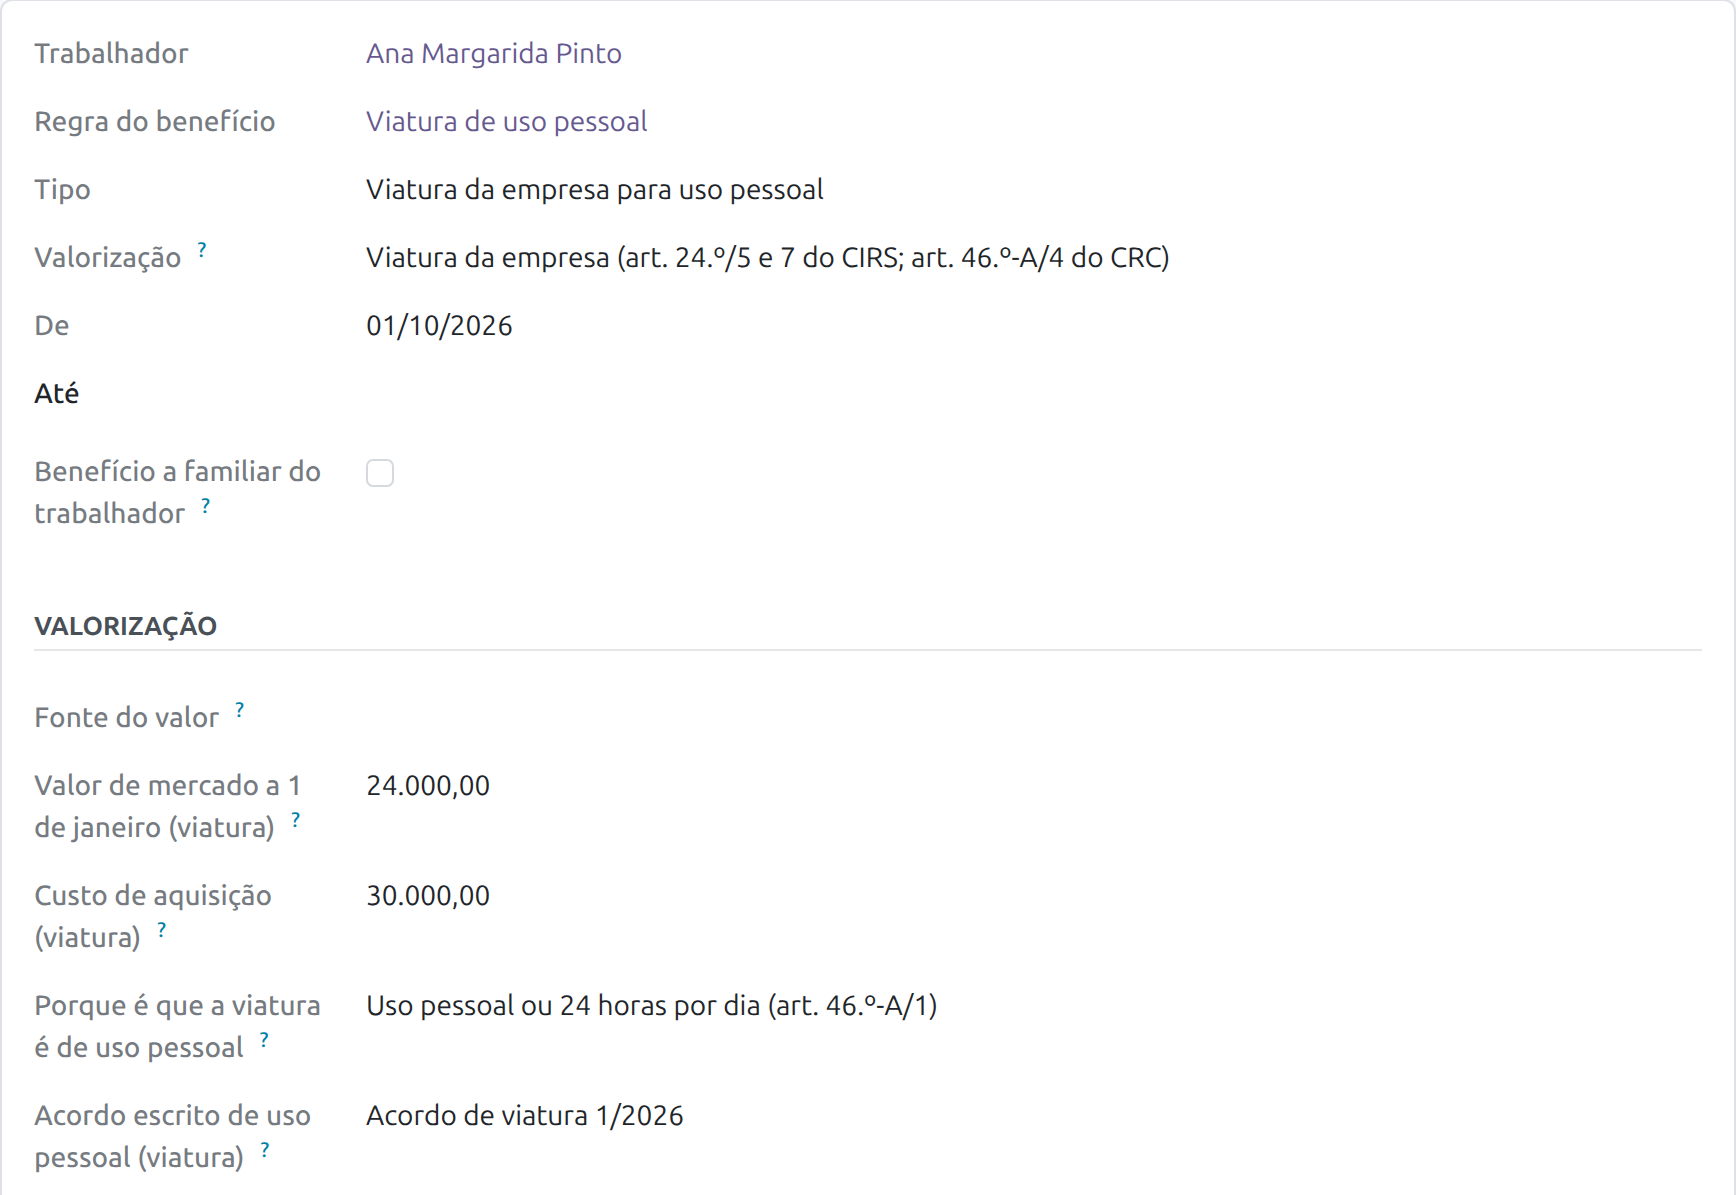 Trabalhador Ana Margarida Pinto
Regra do benefício Viatura de uso pessoal
Tipo Viatura da empresa para uso pessoal
Valorização ? Viatura da empresa (art. 24.º/5 e 7 do CIRS; art. 46.º-A/4 do CRC)
De 01/10/2026
Até
Benefício a familiar do
trabalhador ?
VALORIZAÇÃO
Fonte do valor ?
Valor de mercado a 1 24.000,00
de janeiro (viatura) ?
Custo de aquisição 30.000,00
(viatura) ?
Porque é que a viatura Uso pessoal ou 24 horas por dia (art. 46.º-A/1)
é de uso pessoal ?
Acordo escrito de uso Acordo de viatura 1/2026
pessoal (viatura) ?